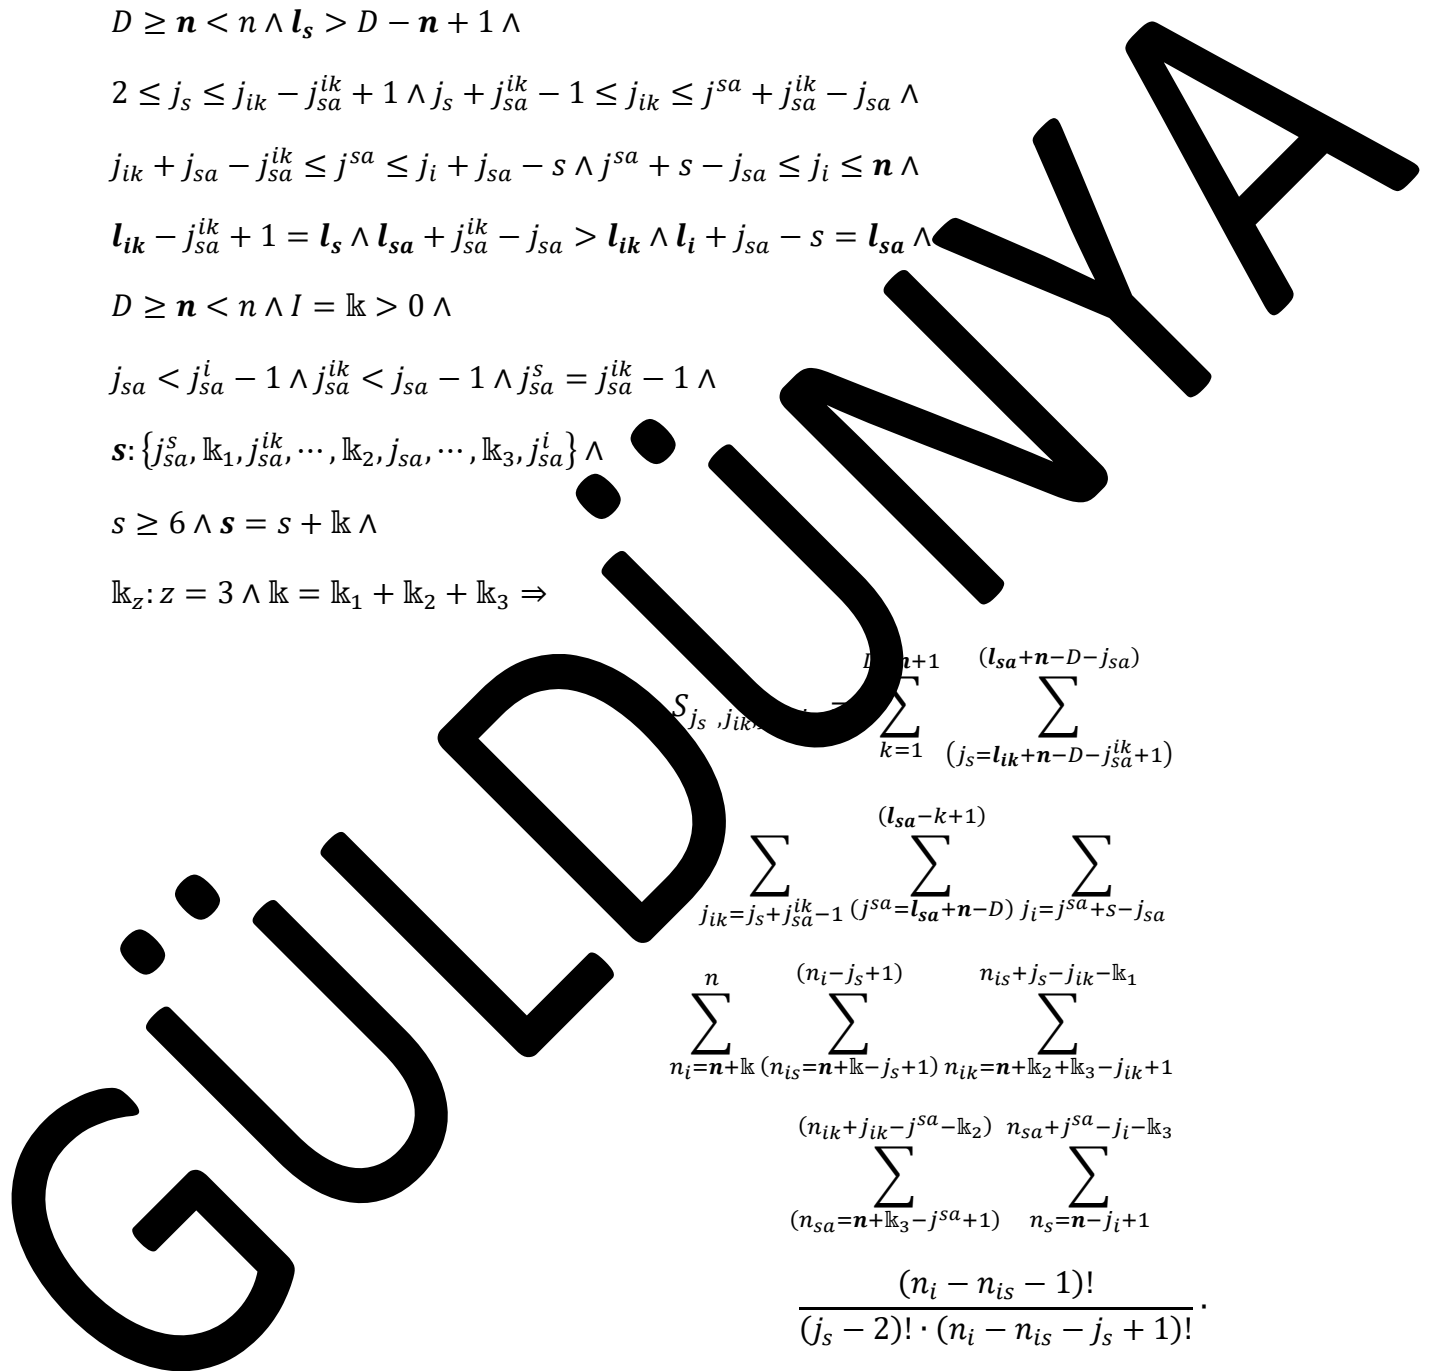 D ≥ n < n ∧ l_s > D − n + 1 ∧
2 ≤ j_s ≤ j_{ik} − j_{sa}^{ik} + 1 ∧ j_s + j_{sa}^{ik} − 1 ≤ j_{ik} ≤ j^{sa} + j_{sa}^{ik} − j_{sa} ∧
j_{ik} + j_{sa} − j_{sa}^{ik} ≤ j^{sa} ≤ j_i + j_{sa} − s ∧ j^{sa} + s − j_{sa} ≤ j_i ≤ n ∧
l_{ik} − j_{sa}^{ik} + 1 = l_s ∧ l_{sa} + j_{sa}^{ik} − j_{sa} > l_{ik} ∧ l_i + j_{sa} − s = l_{sa} ∧
D ≥ n < n ∧ I = 𝕜 > 0 ∧
j_{sa} < j_{sa}^i − 1 ∧ j_{sa}^{ik} < j_{sa} − 1 ∧ j_{sa}^s = j_{sa}^{ik} − 1 ∧
s: {j_{sa}^s, 𝕜_1, j_{sa}^{ik}, ⋯, 𝕜_2, j_{sa}, ⋯, 𝕜_3, j_{sa}^i} ∧
s ≥ 6 ∧ s = s + 𝕜 ∧
𝕜_z: z = 3 ∧ 𝕜 = 𝕜_1 + 𝕜_2 + 𝕜_3 ⇒
S_{j_s, j_{ik}, = ∑_{k=1}^{n+1} ∑_{(j_s=l_{ik}+n−D−j_{sa}^{ik}+1)}^{(l_{sa}+n−D−j_{sa})}
∑_{j_{ik}=j_s+j_{sa}^{ik}−1} ∑_{(j^{sa}=l_{sa}+n−D)}^{(l_{sa}−k+1)} ∑_{j_i=j^{sa}+s−j_{sa}}
∑_{n_i=n+𝕜}^{n} ∑_{(n_{is}=n+𝕜−j_s+1)}^{(n_i−j_s+1)} ∑_{n_{ik}=n+𝕜_2+𝕜_3−j_{ik}+1}^{n_{is}+j_s−j_{ik}−𝕜_1}
∑_{(n_{sa}=n+𝕜_3−j^{sa}+1)}^{(n_{ik}+j_{ik}−j^{sa}−𝕜_2)} ∑_{n_s=n−j_i+1}^{n_{sa}+j^{sa}−j_i−𝕜_3}
\frac{(n_i − n_{is} − 1)!}{(j_s − 2)! · (n_i − n_{is} − j_s + 1)!} ·
GÜLDÜNYA